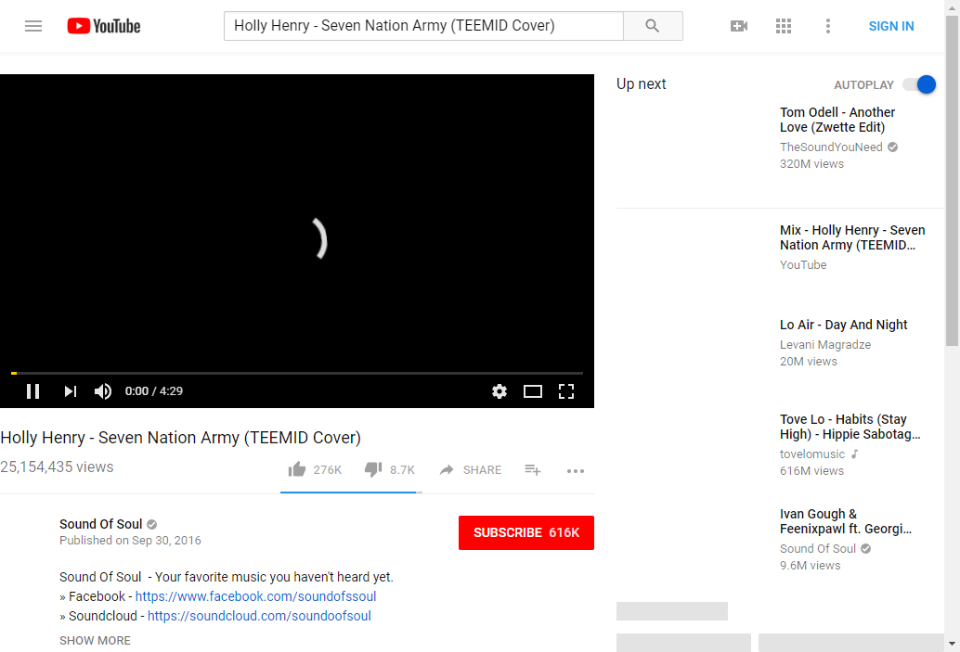 YouTube
Holly Henry - Seven Nation Army (TEEMID Cover)
SIGN IN
Up next
AUTOPLAY
Tom Odell - Another
Love (Zwette Edit)
TheSoundYouNeed
320M views
Mix - Holly Henry - Seven
Nation Army (TEEMID…
YouTube
Lo Air - Day And Night
Levani Magradze
20M views
Tove Lo - Habits (Stay
High) - Hippie Sabotag…
tovelomusic
616M views
Ivan Gough &
Feenixpawl ft. Georgi…
Sound Of Soul
9.6M views
0:00 / 4:29
Holly Henry - Seven Nation Army (TEEMID Cover)
25,154,435 views
276K
8.7K
SHARE
Sound Of Soul
Published on Sep 30, 2016
SUBSCRIBE 616K
Sound Of Soul - Your favorite music you haven't heard yet.
» Facebook - https://www.facebook.com/soundofssoul
» Soundcloud - https://soundcloud.com/soundoofsoul
SHOW MORE